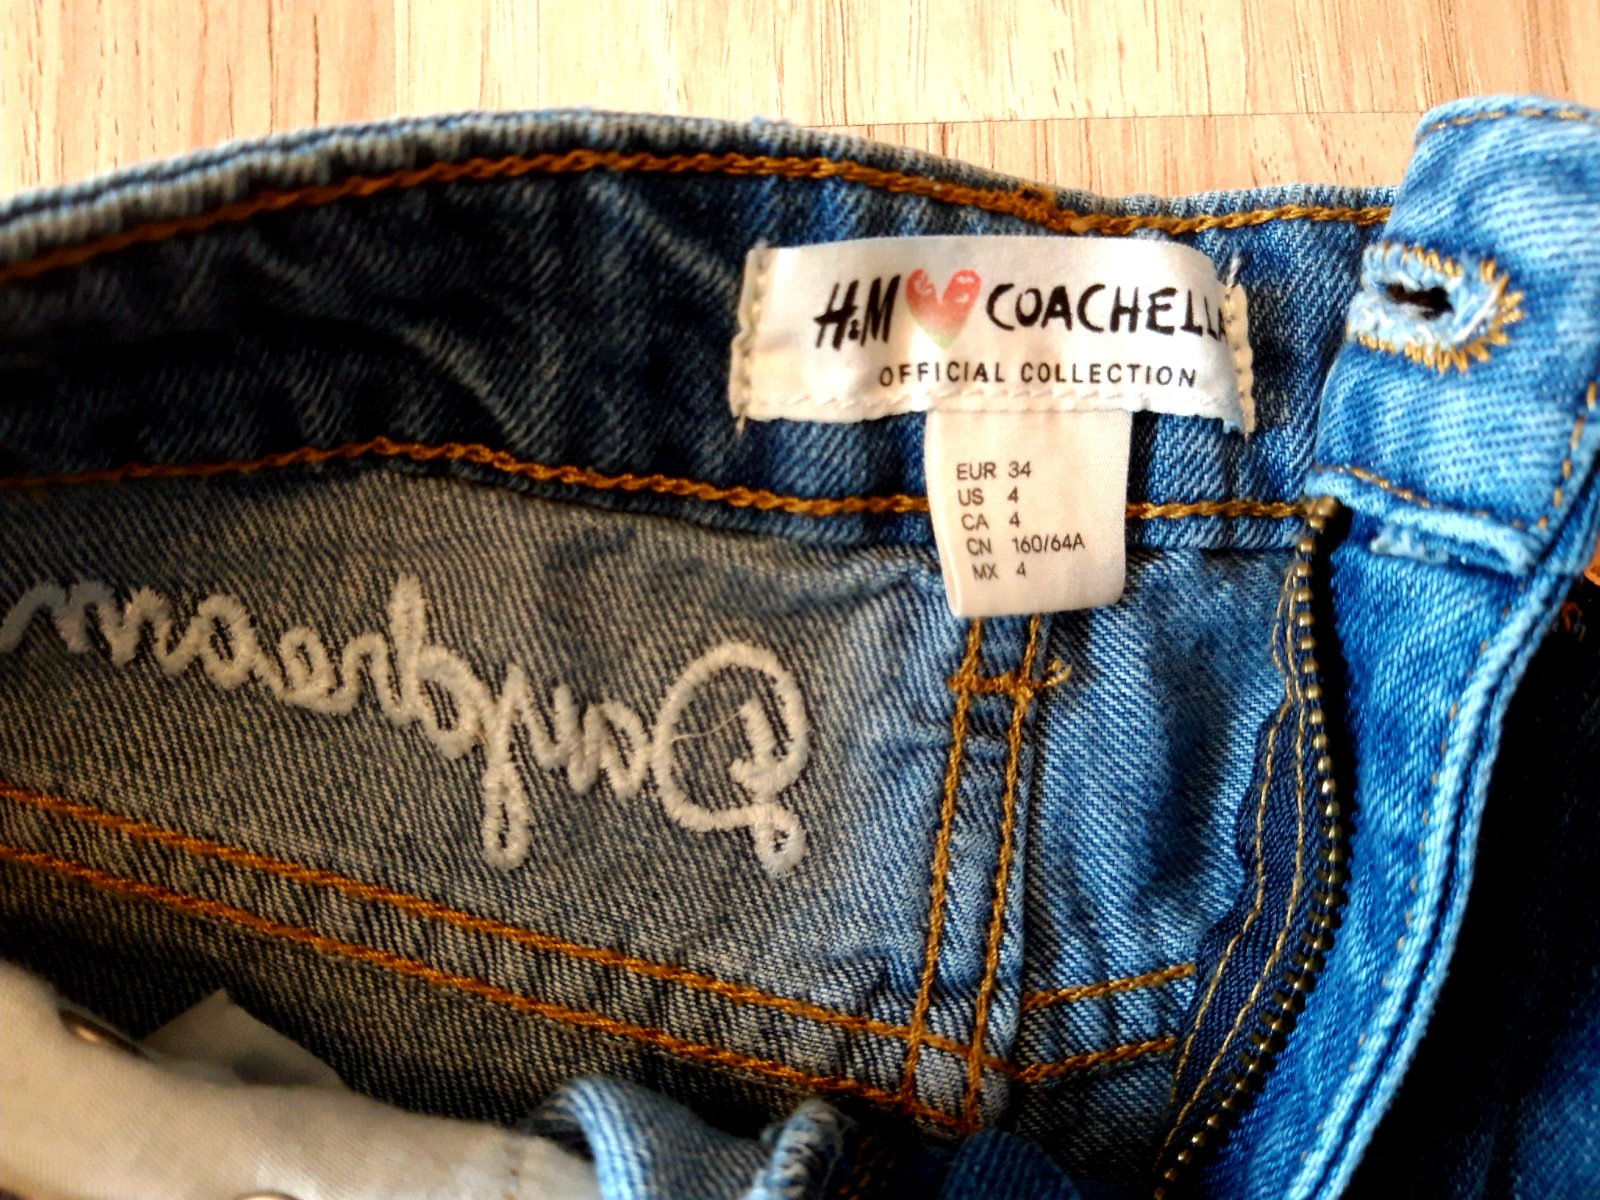 H&M COACHELLA
OFFICIAL COLLECTION
EUR 34
US 4
CA 4
CN 160/64A
MX 4
Daydream